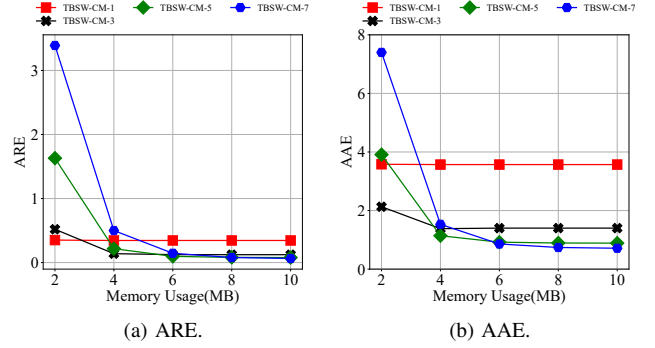 TBSW-CM-1 TBSW-CM-5 TBSW-CM-7
TBSW-CM-3
ARE
3
2
1
0
2 4 6 8 10
Memory Usage(MB)
(a) ARE.
TBSW-CM-1 TBSW-CM-5 TBSW-CM-7
TBSW-CM-3
AAE
8
6
4
2
0
2 4 6 8 10
Memory Usage(MB)
(b) AAE.